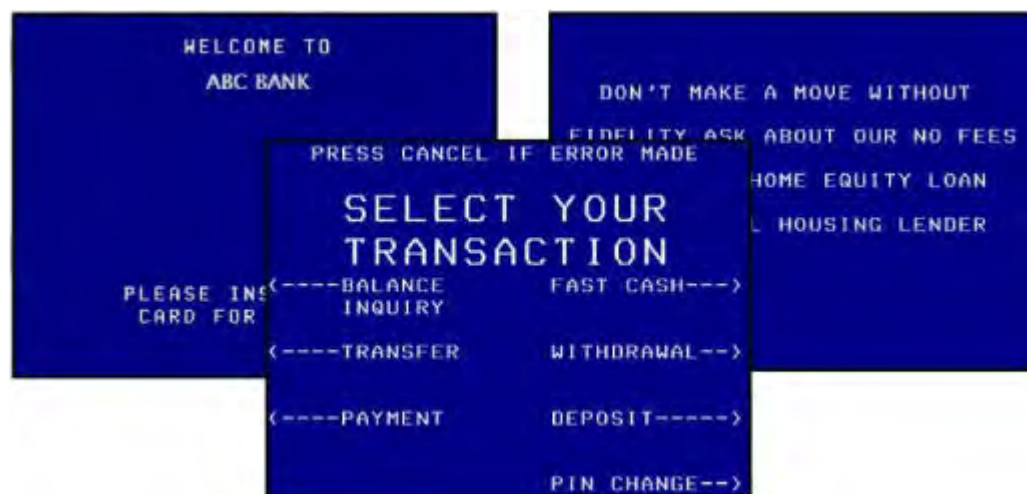 WELCOME TO
ABC BANK
PLEASE INS
CARD FOR
DON'T MAKE A MOVE WITHOUT
FIDELITY ASK ABOUT OUR NO FEES
HOME EQUITY LOAN
L HOUSING LENDER
PRESS CANCEL IF ERROR MADE
SELECT YOUR
TRANSACTION
<----BALANCE INQUIRY
FAST CASH--->
<----TRANSFER
WITHDRAWAL-->
<----PAYMENT
DEPOSIT----->
PIN CHANGE-->